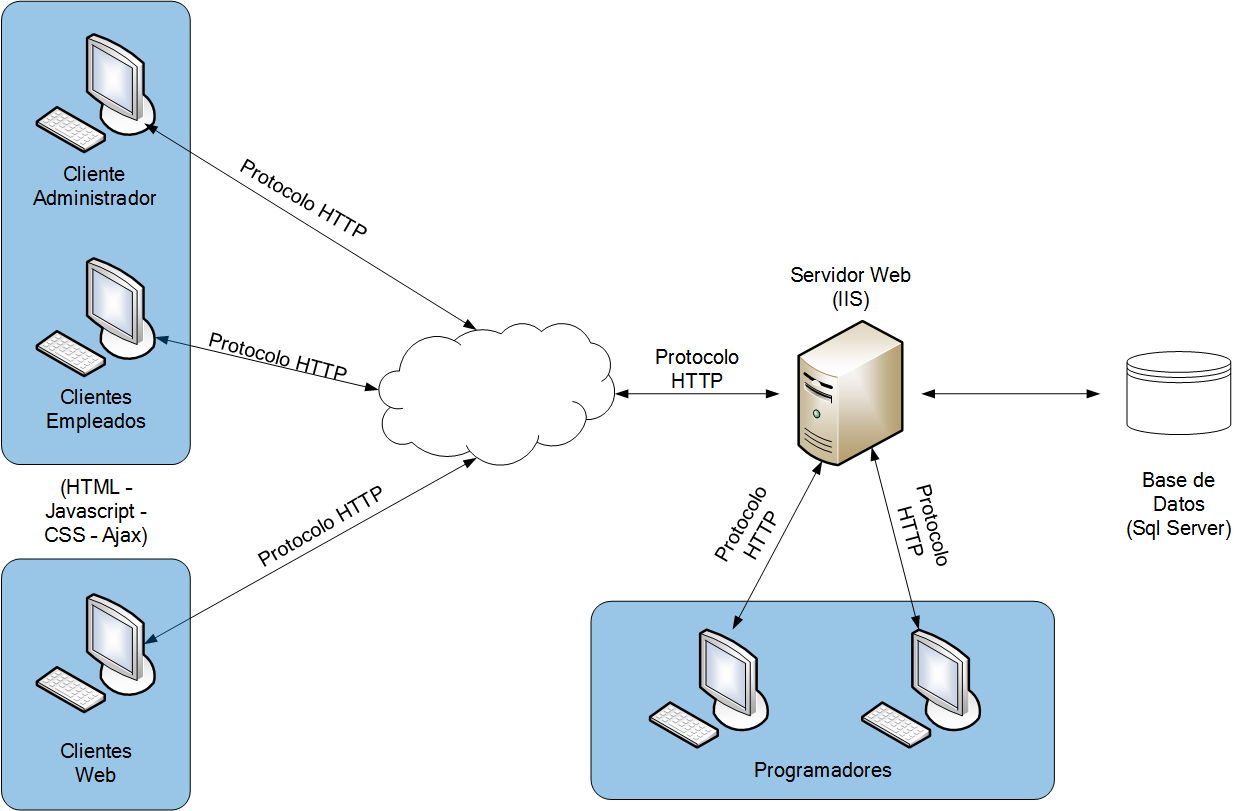 Cliente
Administrador
Protocolo HTTP
Clientes
Empleados
Protocolo HTTP
(HTML -
Javascript -
CSS - Ajax)
Protocolo HTTP
Clientes
Web
Protocolo
HTTP
Servidor Web
(IIS)
Base de
Datos
(Sql Server)
Protocolo
HTTP
Protocolo
HTTP
Programadores